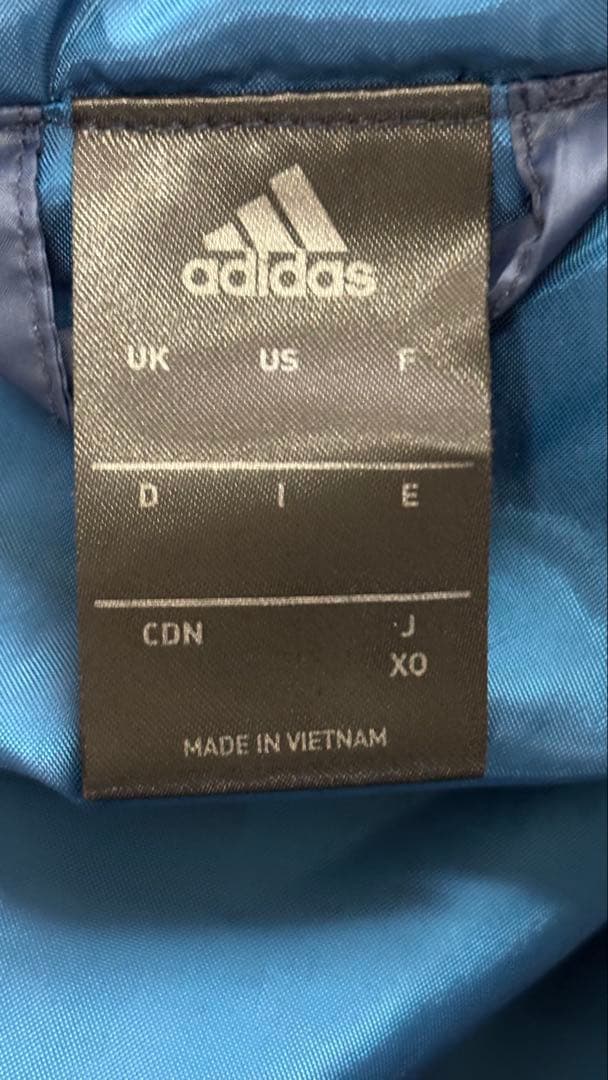 adidas
UK US F
D I E
CDN J
XO
MADE IN VIETNAM